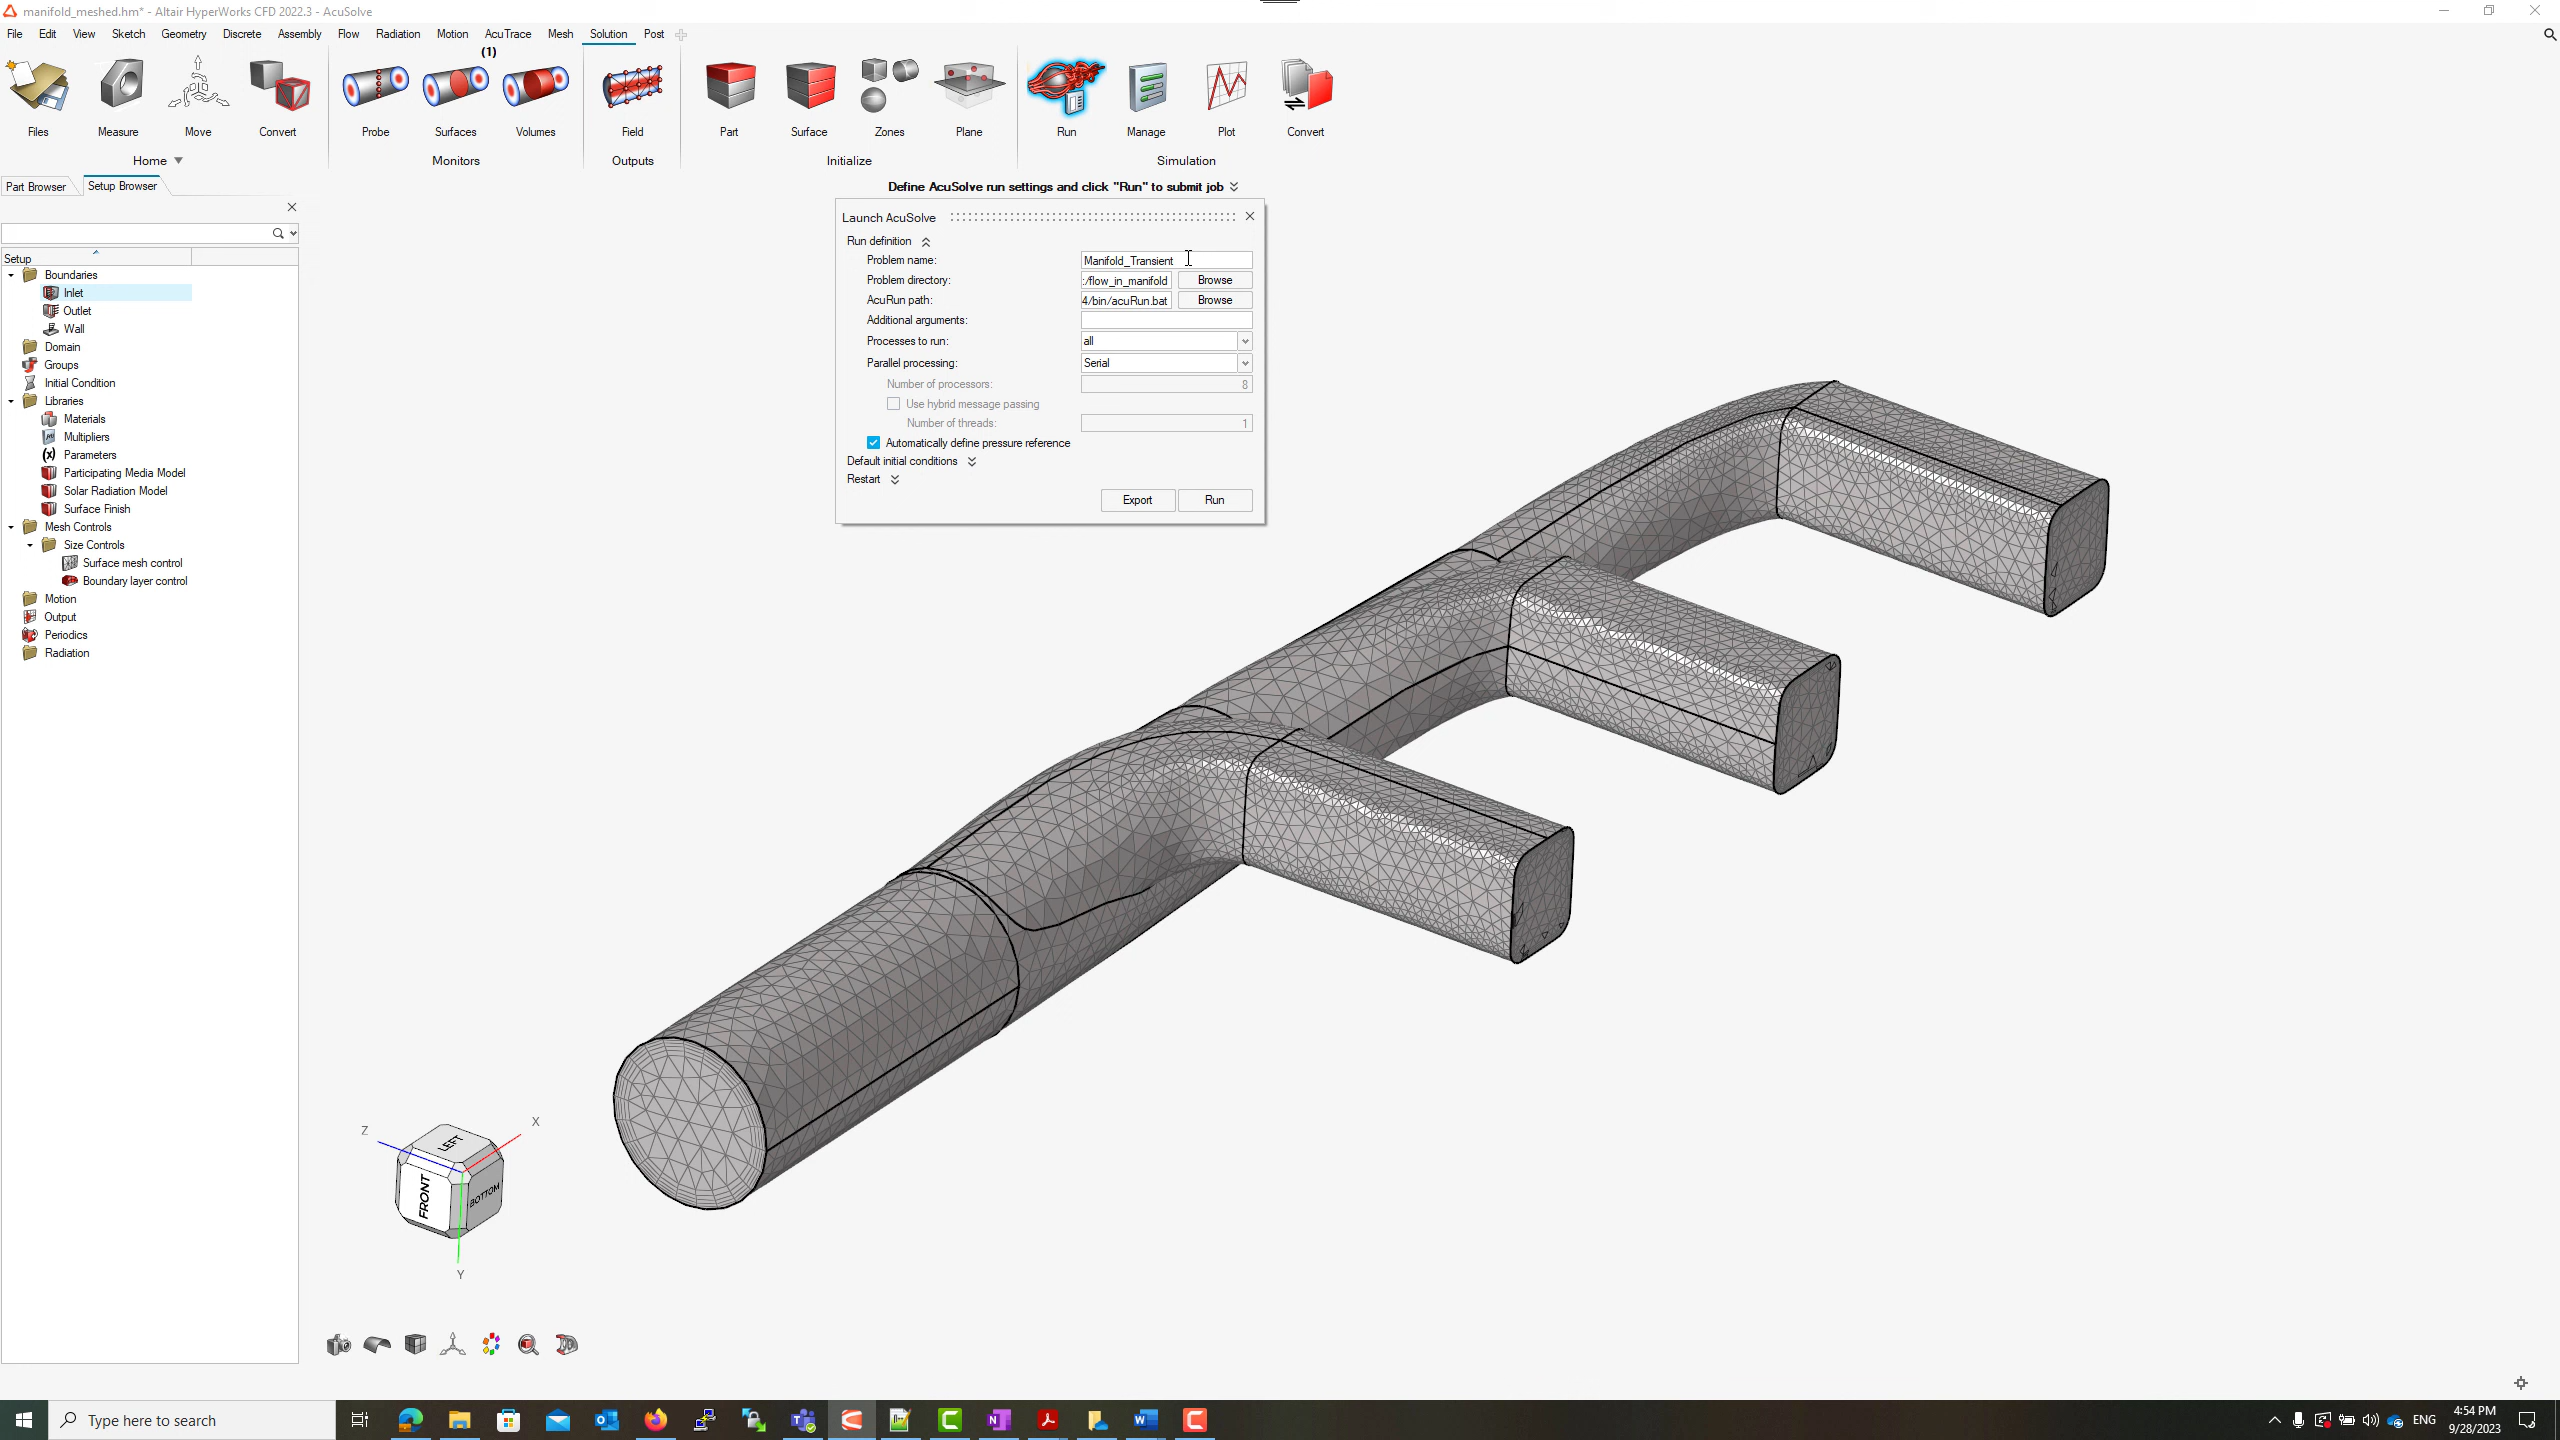 manifold_meshed.hm* - Altair HyperWorks CFD 2022.3 - AcuSolve
File Edit View Sketch Geometry Discrete Assembly Flow Radiation Motion AcuTrace Mesh Solution Post
(1)
Files Measure Move Convert Probe Surfaces Volumes Field Part Surface Zones Plane Run Manage Plot Convert
Home Monitors Outputs Initialize Simulation
Part Browser Setup Browser
Define AcuSolve run settings and click "Run" to submit job
Setup
Boundaries
Inlet
Outlet
Wall
Domain
Groups
Initial Condition
Libraries
Materials
Multipliers
(x) Parameters
Participating Media Model
Solar Radiation Model
Surface Finish
Mesh Controls
Size Controls
Surface mesh control
Boundary layer control
Motion
Output
Periodics
Radiation
Launch AcuSolve
Run definition
Problem name: Manifold_Transient
Problem directory: :/flow_in_manifold Browse
AcuRun path: 4/bin/acuRun.bat Browse
Additional arguments:
Processes to run: all
Parallel processing: Serial
Number of processors: 8
Use hybrid message passing
Number of threads: 1
Automatically define pressure reference
Default initial conditions
Restart
Export Run
Z X
LEFT
FRONT BOTTOM
Y
Type here to search
ENG
4:54 PM
9/28/2023